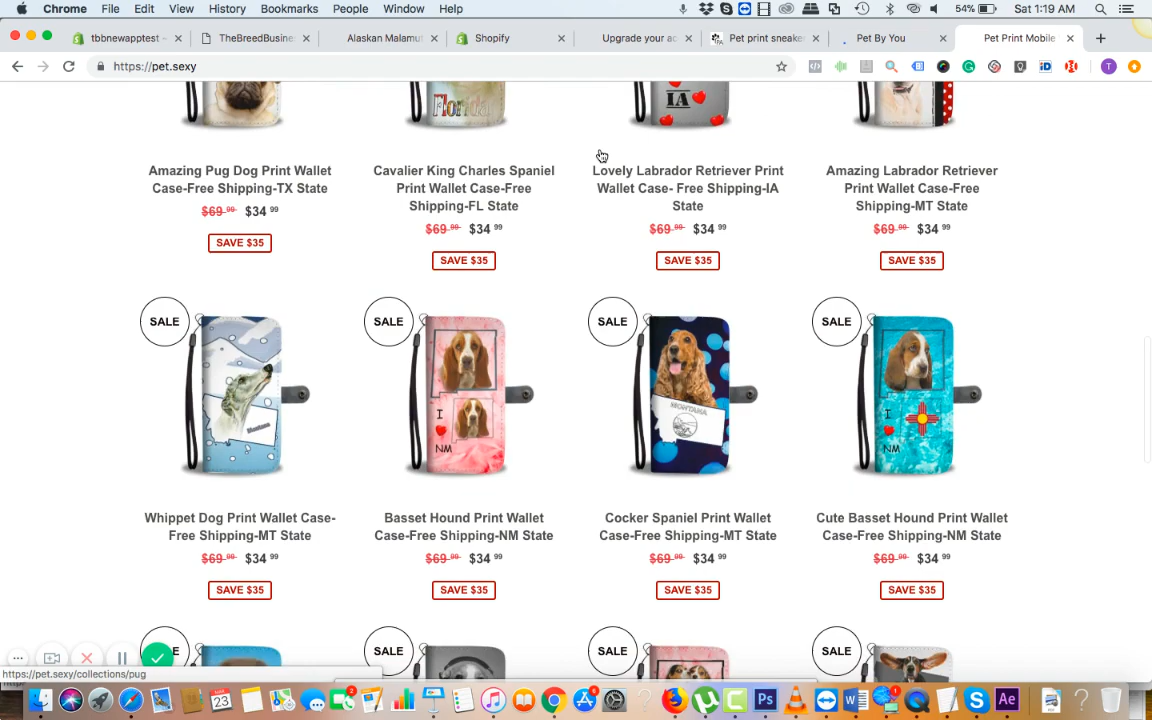 Chrome File Edit View History Bookmarks People Window Help 54% Sat 1:19 AM
tbbnewapptest - TheBreedBusine Alaskan Malamut Shopify Upgrade your ac Pet print sneake Pet By You Pet Print Mobile
https://pet.sexy
Florida IA
Amazing Pug Dog Print Wallet
Case-Free Shipping-TX State
$69.99 $34.99
SAVE $35
Cavalier King Charles Spaniel
Print Wallet Case-Free
Shipping-FL State
$69.99 $34.99
SAVE $35
Lovely Labrador Retriever Print
Wallet Case- Free Shipping-IA
State
$69.99 $34.99
SAVE $35
Amazing Labrador Retriever
Print Wallet Case-Free
Shipping-MT State
$69.99 $34.99
SAVE $35
SALE SALE SALE SALE
Montana
I
NM
MONTANA
I
NM
Whippet Dog Print Wallet Case-
Free Shipping-MT State
$69.99 $34.99
SAVE $35
Basset Hound Print Wallet
Case-Free Shipping-NM State
$69.99 $34.99
SAVE $35
Cocker Spaniel Print Wallet
Case-Free Shipping-MT State
$69.99 $34.99
SAVE $35
Cute Basset Hound Print Wallet
Case-Free Shipping-NM State
$69.99 $34.99
SAVE $35
SALE SALE SALE
https://pet.sexy/collections/pug